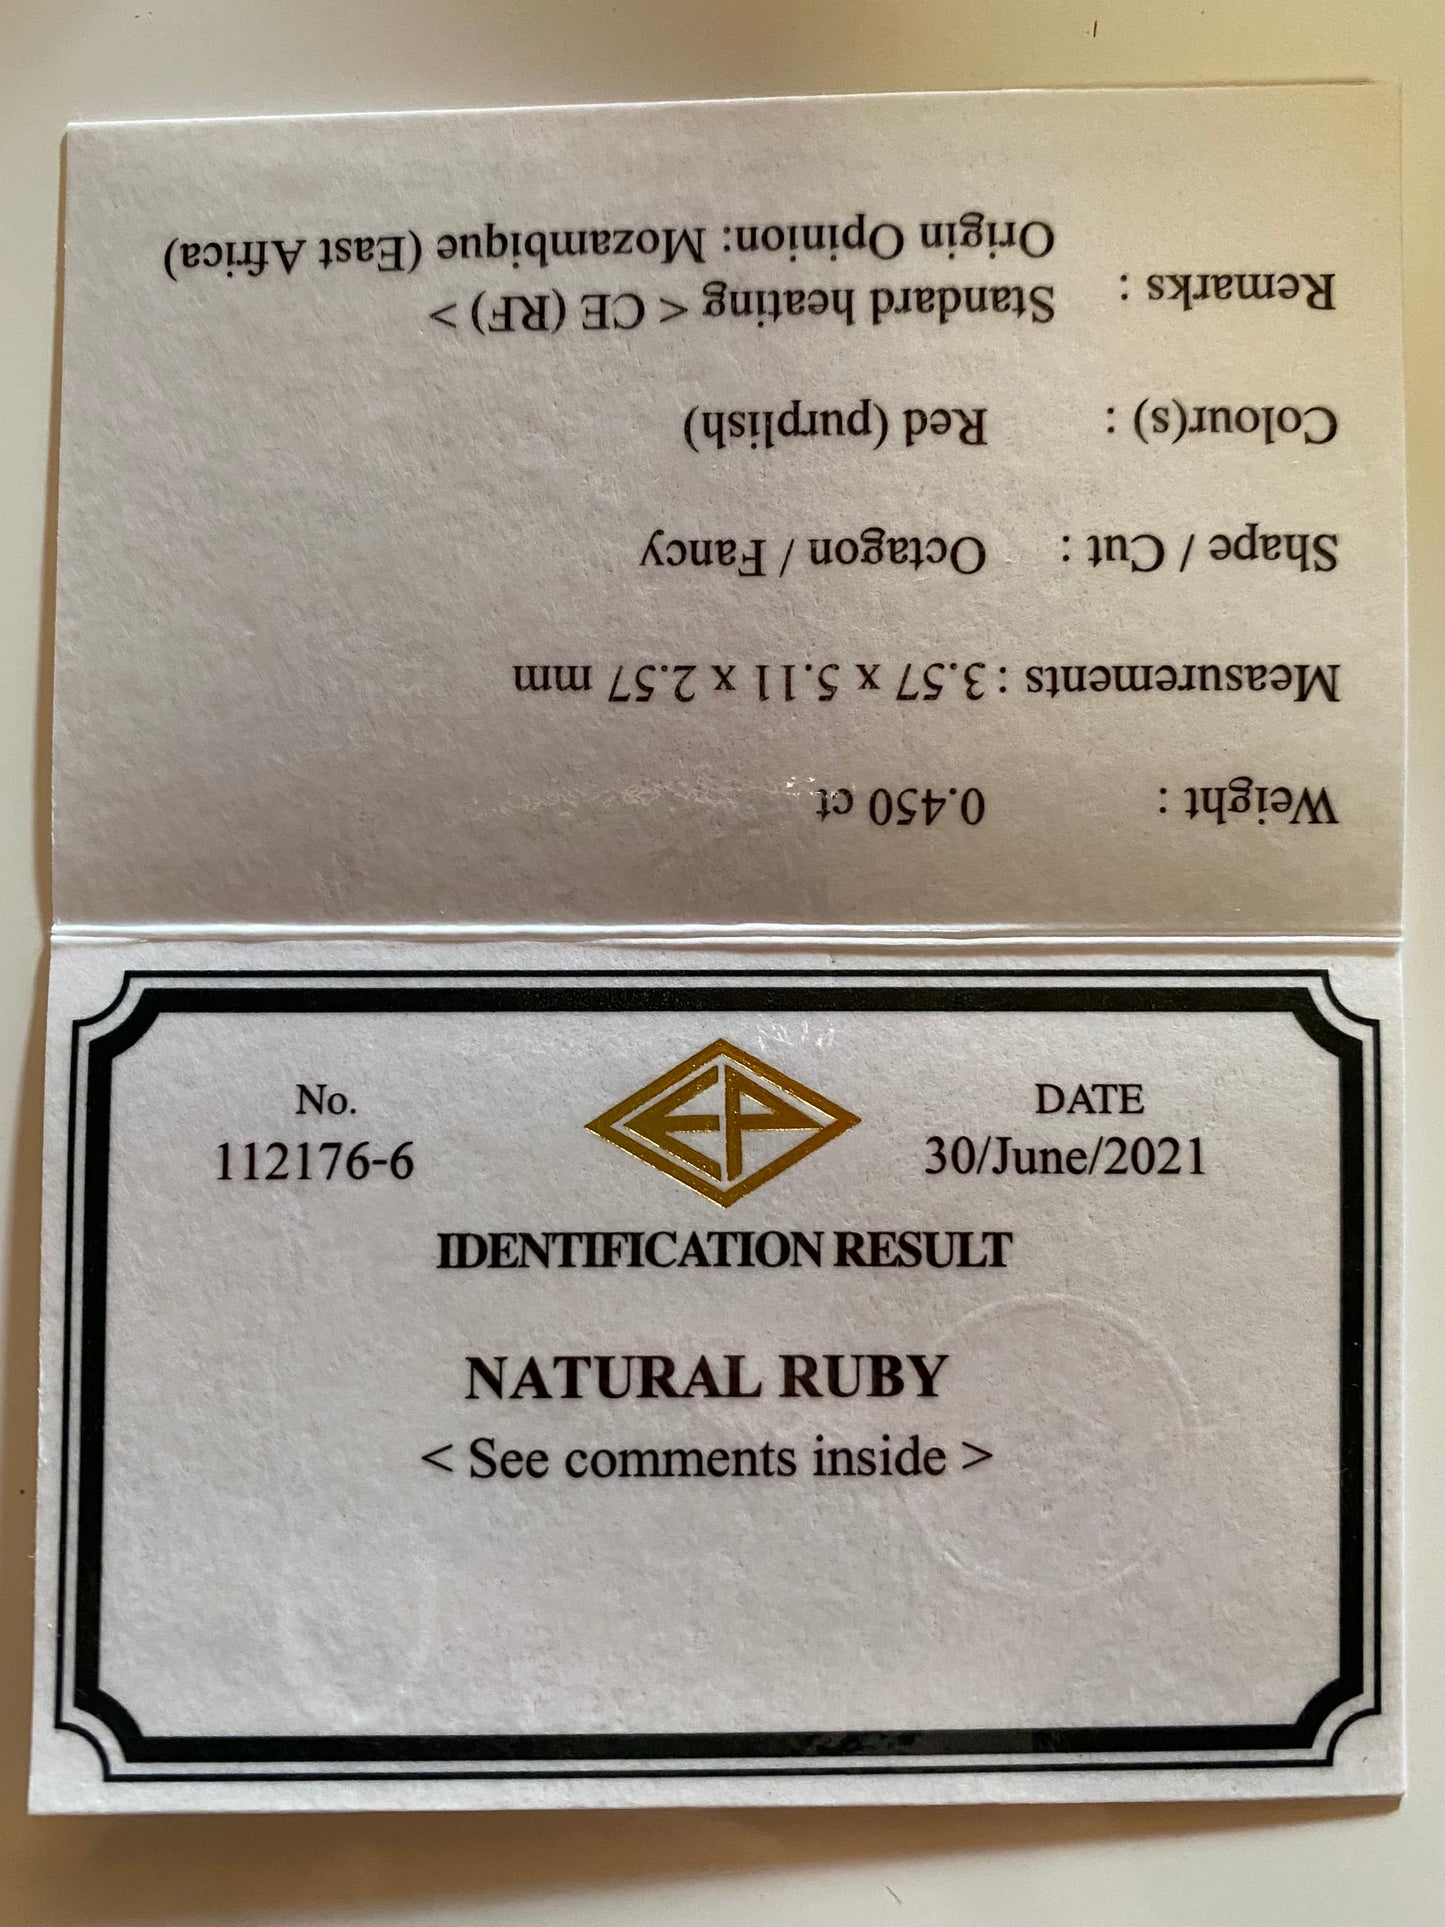 Weight : 0.450 ct
Measurements : 3.57 x 5.11 x 2.57 mm
Shape / Cut : Octagon / Fancy
Colour(s) : Red (purplish)
Remarks : Standard heating < CE (RF) >
Origin Opinion: Mozambique (East Africa)
EP
No.
112176-6
DATE
30/June/2021
IDENTIFICATION RESULT
NATURAL RUBY
< See comments inside >